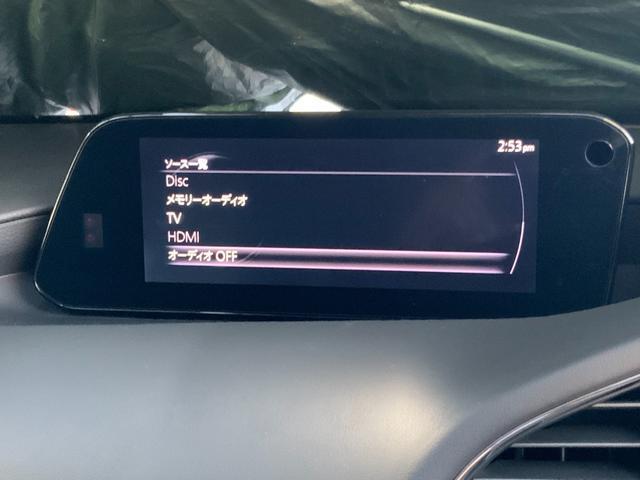 2:53pm
ソース一覧
Disc
メモリーオーディオ
TV
HDMI
オーディオ OFF